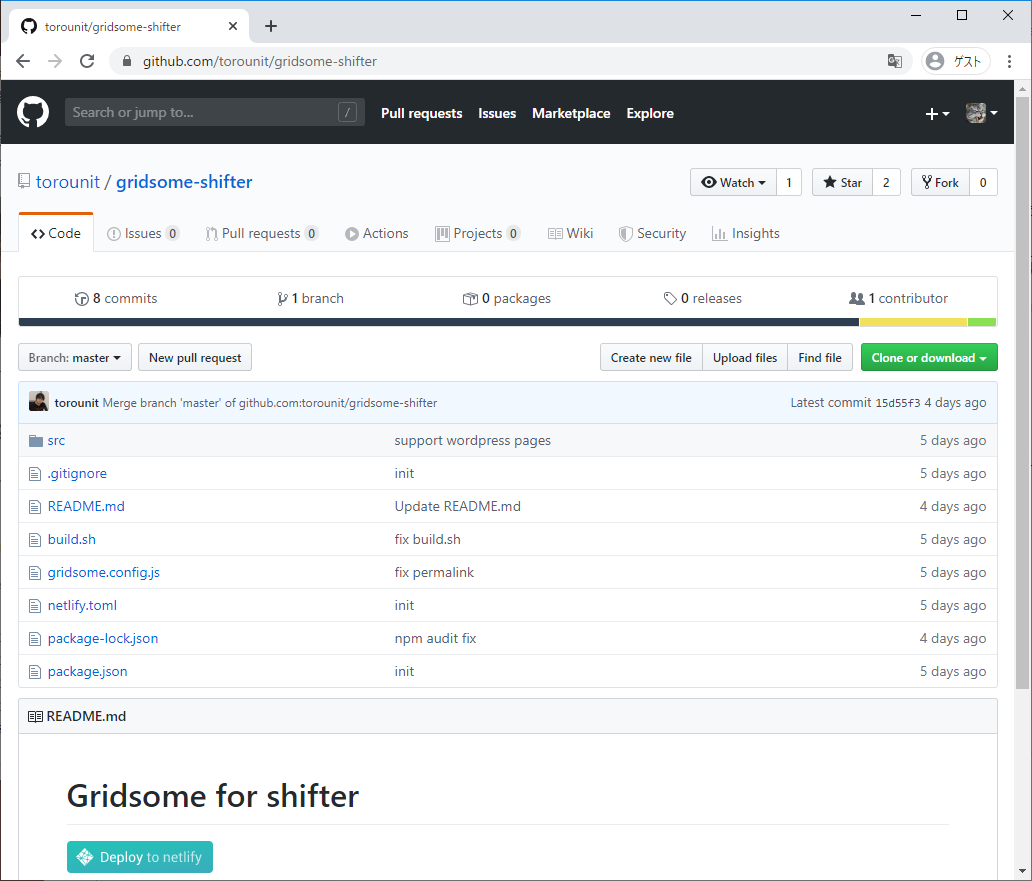 torounit/gridsome-shifter
github.com/torounit/gridsome-shifter
ゲスト
Search or jump to... /
Pull requests Issues Marketplace Explore
torounit / gridsome-shifter
Watch 1 Star 2 Fork 0
Code Issues 0 Pull requests 0 Actions Projects 0 Wiki Security Insights
8 commits 1 branch 0 packages 0 releases 1 contributor
Branch: master New pull request Create new file Upload files Find file Clone or download
torounit Merge branch 'master' of github.com:torounit/gridsome-shifter Latest commit 15d55f3 4 days ago
src support wordpress pages 5 days ago
.gitignore init 5 days ago
README.md Update README.md 4 days ago
build.sh fix build.sh 5 days ago
gridsome.config.js fix permalink 5 days ago
netlify.toml init 5 days ago
package-lock.json npm audit fix 4 days ago
package.json init 5 days ago
README.md
Gridsome for shifter
Deploy to netlify